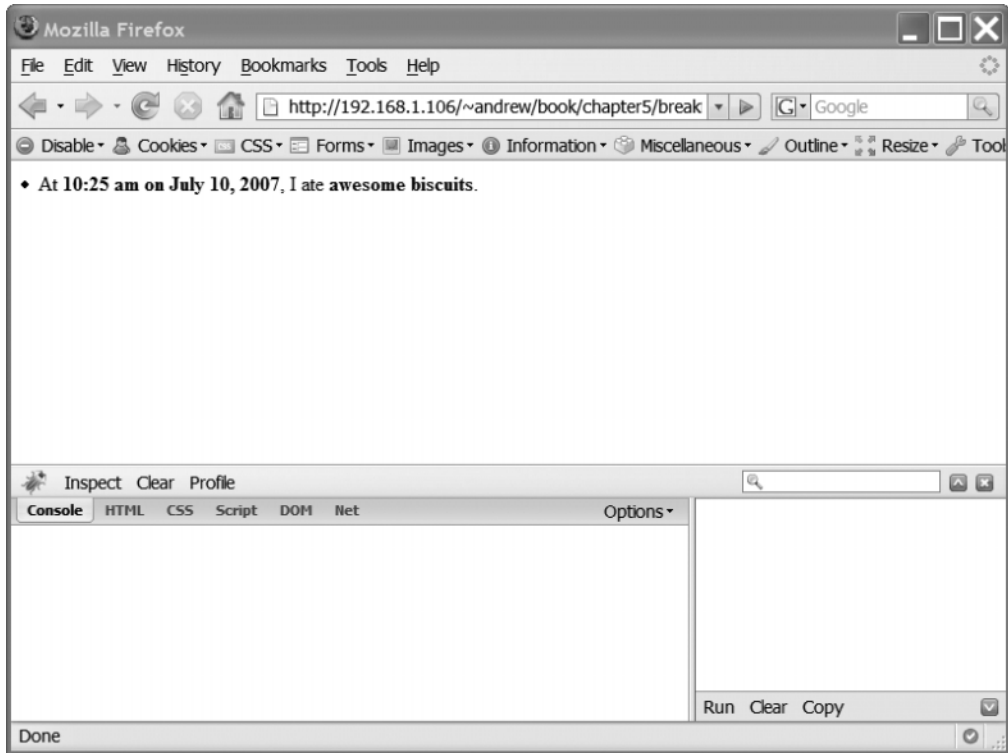 Mozilla Firefox
File Edit View History Bookmarks Tools Help
http://192.168.1.106/~andrew/book/chapter5/break G Google
Disable Cookies CSS Forms Images Information Miscellaneous Outline Resize Tool
• At 10:25 am on July 10, 2007, I ate awesome biscuits.
Inspect Clear Profile
Console HTML CSS Script DOM Net Options
Run Clear Copy
Done